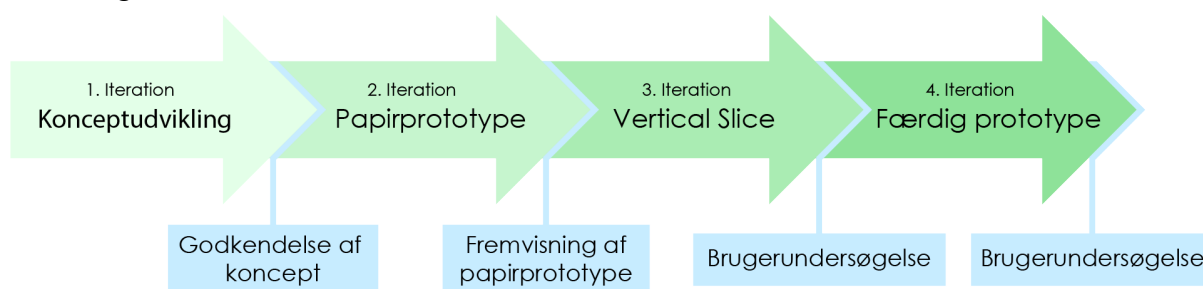 1. Iteration
Konceptudvikling
2. Iteration
Papirprototype
3. Iteration
Vertical Slice
4. Iteration
Færdig prototype
Godkendelse af
koncept
Fremvisning af
papirprototype
Brugerundersøgelse
Brugerundersøgelse